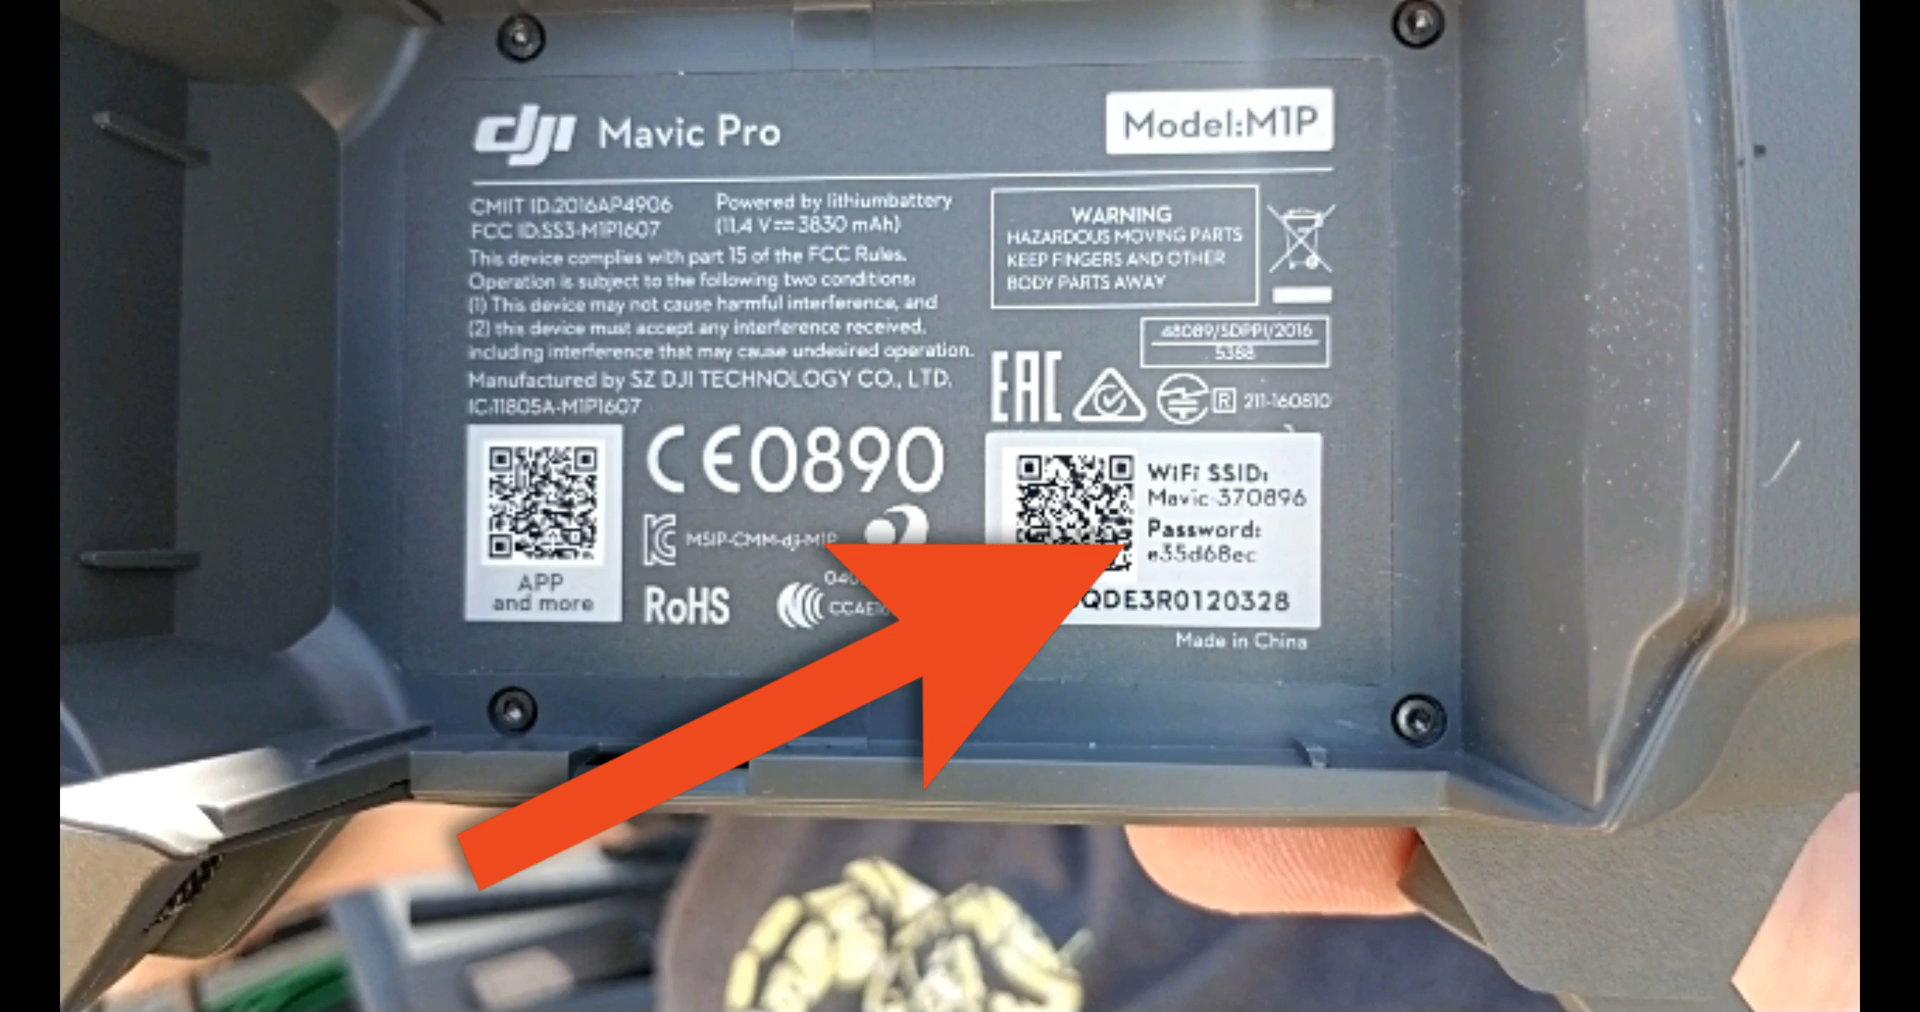 dji Mavic Pro
Model:M1P
CMIIT ID:2016AP4906
FCC ID:SS3-M1P1607
Powered by lithiumbattery
(11.4 V 3830 mAh)
This device complies with part 15 of the FCC Rules.
Operation is subject to the following two conditions:
(1) This device may not cause harmful interference, and
(2) this device must accept any interference received,
including interference that may cause undesired operation.
Manufactured by SZ DJI TECHNOLOGY CO., LTD.
IC:11805A-M1P1607
WARNING
HAZARDOUS MOVING PARTS
KEEP FINGERS AND OTHER
BODY PARTS AWAY
48089/SDPPI/2016
5388
EAC
R 211-160810
APP
and more
CE0890
MSIP-CMM-dji-M1P
RoHS
WiFi SSID:
Mavic-370896
Password:
e35d68ec
QDE3R0120328
Made in China